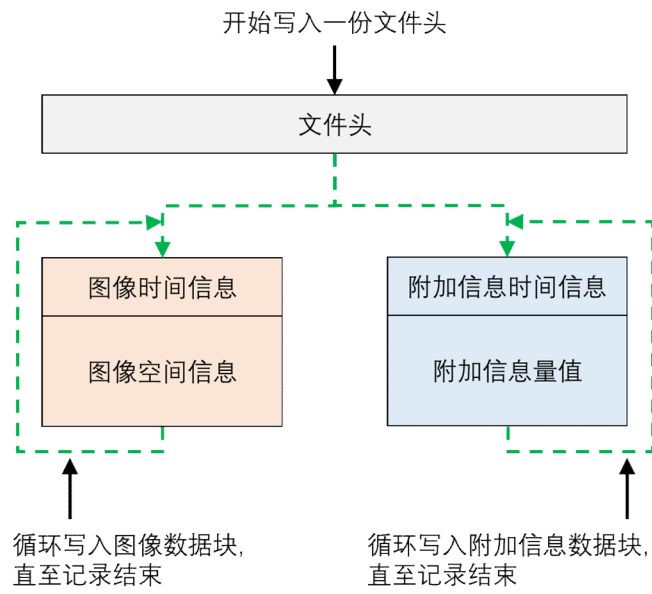 开始写入一份文件头
文件头
图像时间信息
图像空间信息
附加信息时间信息
附加信息量值
循环写入图像数据块,
直至记录结束
循环写入附加信息数据块,
直至记录结束